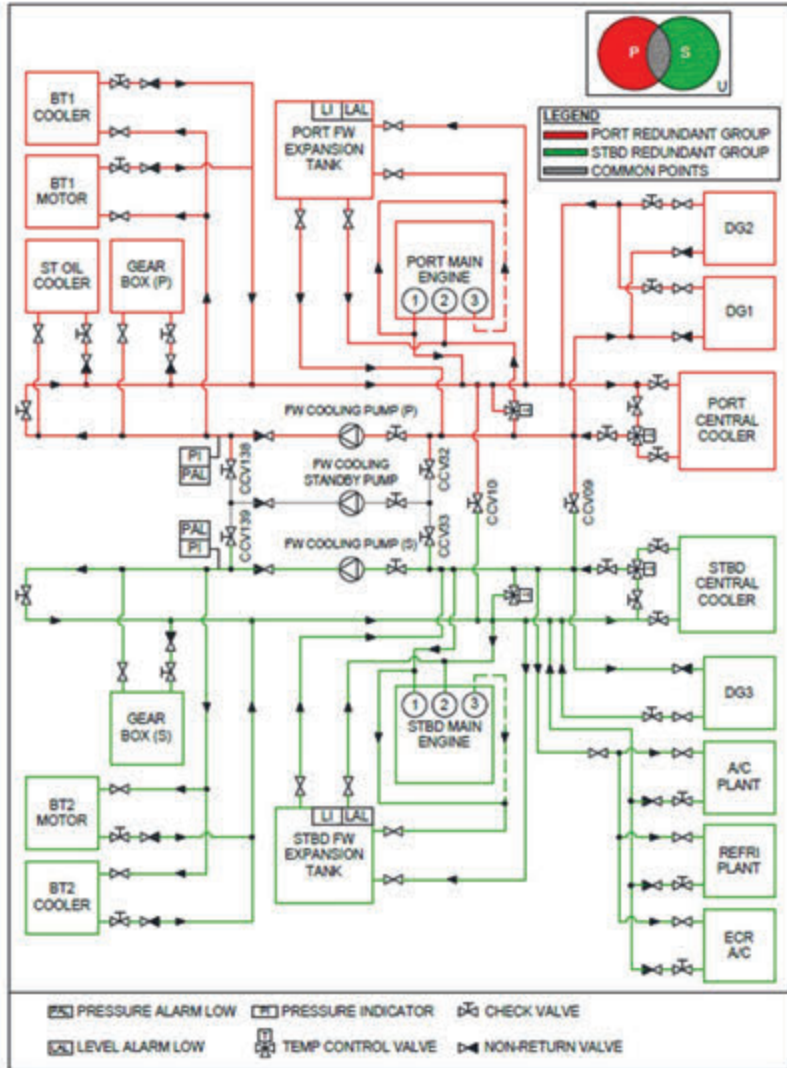 P S
U
LEGEND
PORT REDUNDANT GROUP
STBD REDUNDANT GROUP
COMMON POINTS
BT1
COOLER
BT1
MOTOR
ST OIL
COOLER
GEAR
BOX (P)
LI LAL
PORT FW
EXPANSION
TANK
PORT MAIN
ENGINE
1 2 3
DG2
DG1
PORT
CENTRAL
COOLER
T
T
FW COOLING PUMP (P)
PI
PAL
CCV138
FW COOLING
STANDBY PUMP
CCV32
CCV10
CCV09
PAL
PI
CCV139
FW COOLING PUMP (S)
CCV33
T
T
STBD
CENTRAL
COOLER
GEAR
BOX (S)
1 2 3
STBD MAIN
ENGINE
DG3
A/C
PLANT
BT2
MOTOR
LI LAL
STBD FW
EXPANSION
TANK
REFRI
PLANT
BT2
COOLER
ECR
A/C
PAL PRESSURE ALARM LOW
PI PRESSURE INDICATOR
CHECK VALVE
LAL LEVEL ALARM LOW
T TEMP CONTROL VALVE
NON-RETURN VALVE